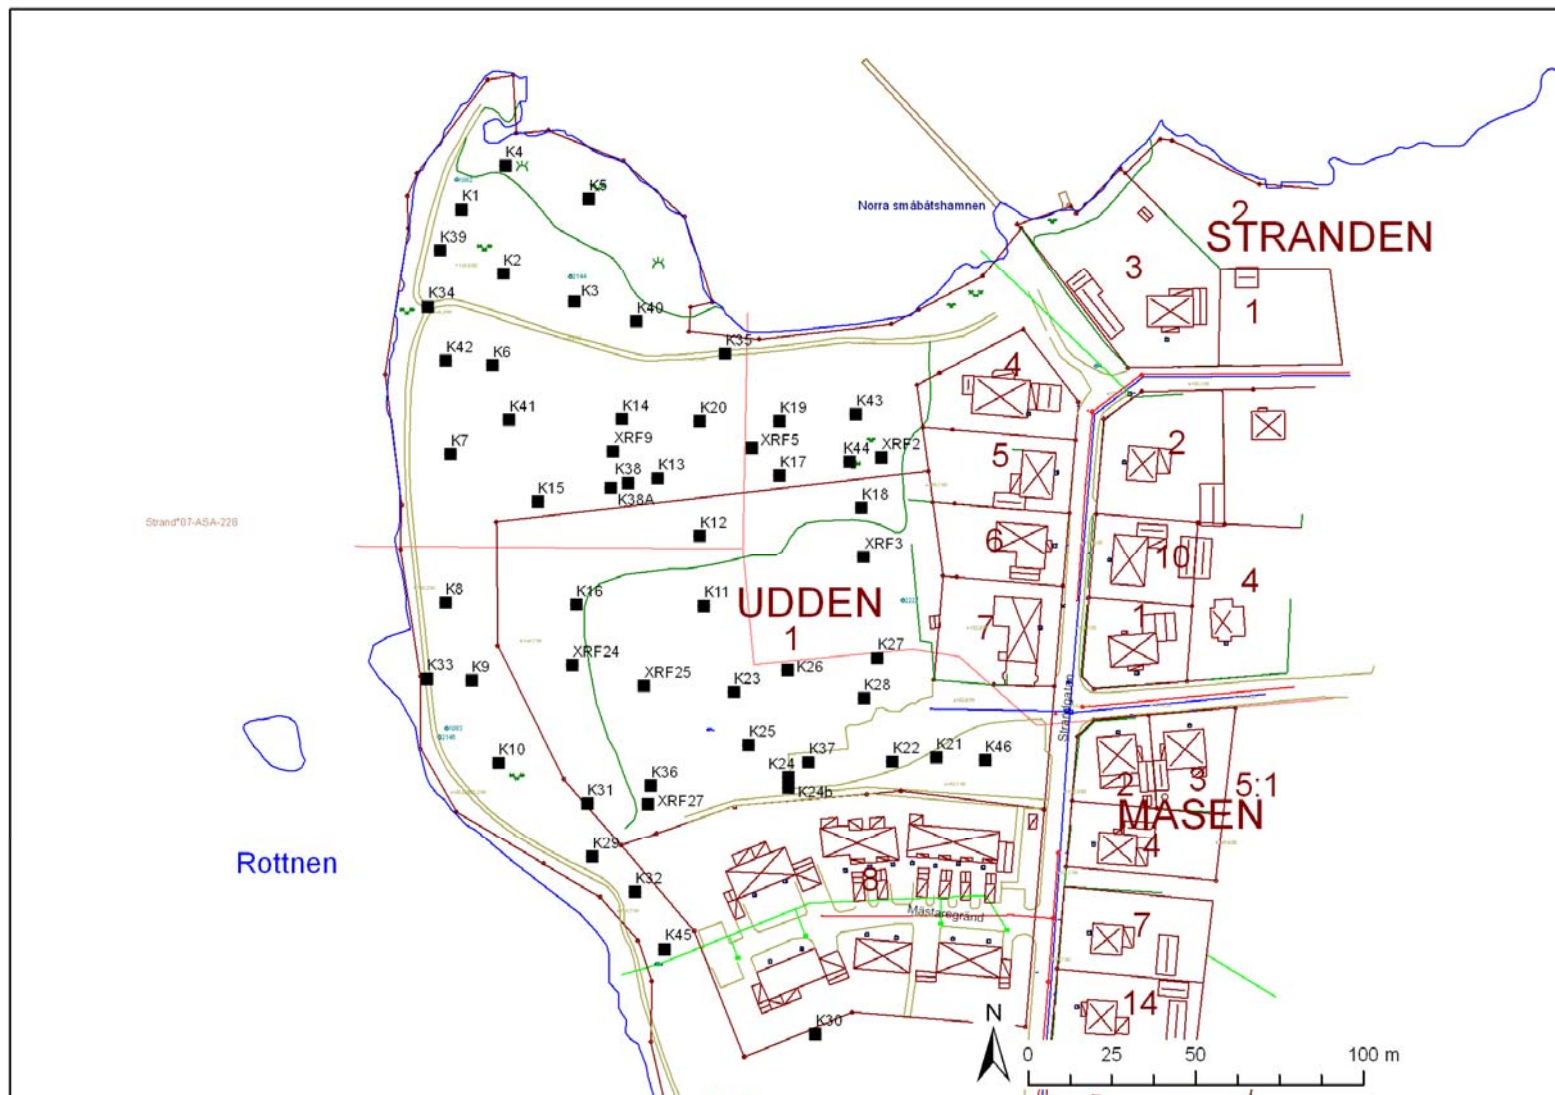 K4
K5
K1
Norra småbåtshamnen
2
STRANDEN
K39
K2
3
K3
1
K34
K40
K35
K42
K6
4
K41
K14
K20
K19
K43
K7
XRF9
XRF5
K44
XRF2
5
2
K38
K13
K17
K15
K38A
K18
Strand*07-ASA-228
K12
6
XRF3
10
4
K8
K16
K11
UDDEN
1
7
1
K33
K9
XRF24
XRF25
K26
K27
K23
K28
Strandgatan
K10
K25
K37
K22
K21
K46
K24
K24b
2
3
5:1
MASEN
K36
K31
XRF27
4
K29
Rottnen
8
K32
Mästaregränd
K45
7
14
K30
N
0 25 50 100 m